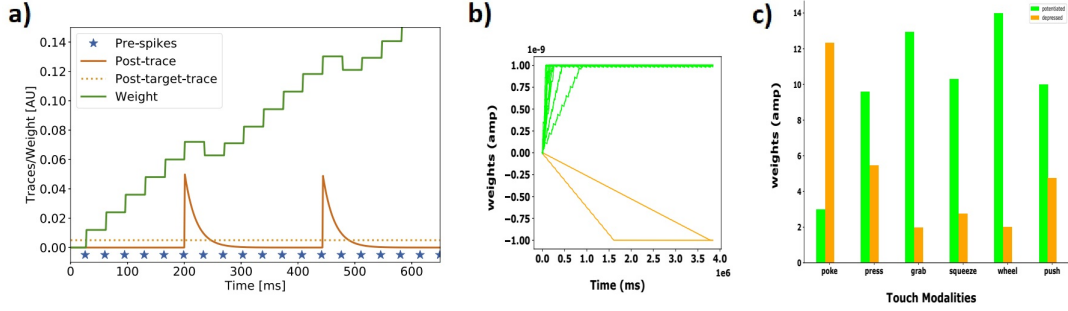 a)
Pre-spikes
Post-trace
Post-target-trace
Weight
Traces/Weight [AU]
0.14
0.12
0.10
0.08
0.06
0.04
0.02
0.00
0 100 200 300 400 500 600
Time [ms]
b)
1e-9
weights (amp)
1.00
0.75
0.50
0.25
0.00
−0.25
−0.50
−0.75
−1.00
0.0 0.5 1.0 1.5 2.0 2.5 3.0 3.5 4.0
1e6
Time (ms)
c)
potentiated
depressed
weights (amp)
14
12
10
8
6
4
2
0
poke press grab squeeze wheel push
Touch Modalities